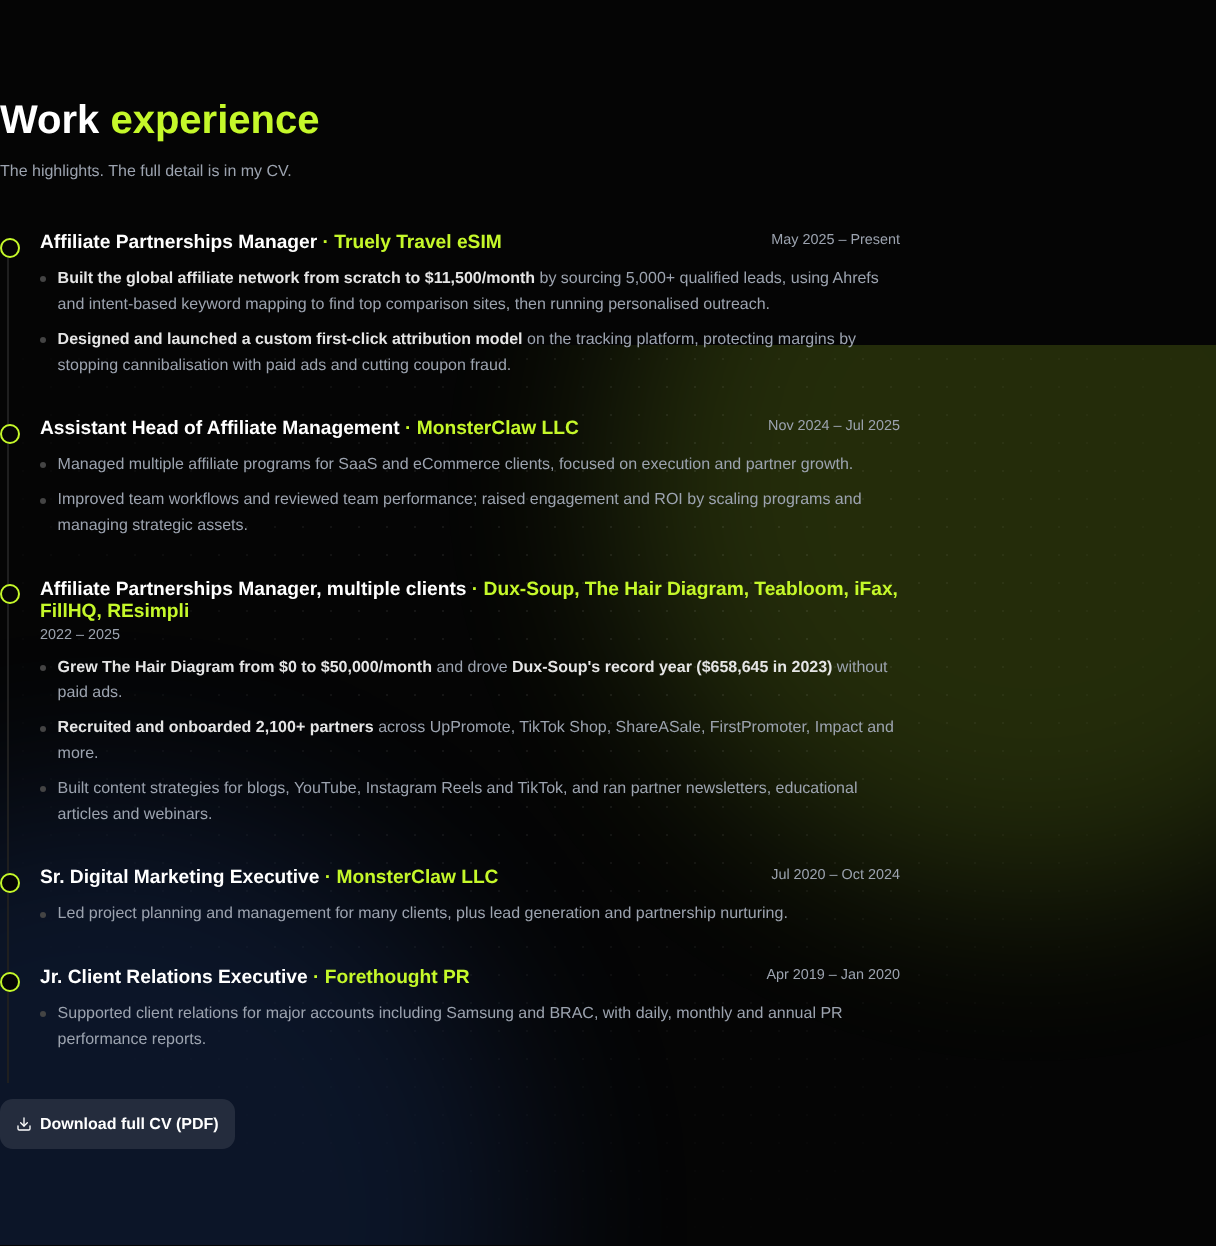 Work experience
The highlights. The full detail is in my CV.
Affiliate Partnerships Manager · Truely Travel eSIM
May 2025 – Present
Built the global affiliate network from scratch to $11,500/month by sourcing 5,000+ qualified leads, using Ahrefs
and intent-based keyword mapping to find top comparison sites, then running personalised outreach.
Designed and launched a custom first-click attribution model on the tracking platform, protecting margins by
stopping cannibalisation with paid ads and cutting coupon fraud.
Assistant Head of Affiliate Management · MonsterClaw LLC
Nov 2024 – Jul 2025
Managed multiple affiliate programs for SaaS and eCommerce clients, focused on execution and partner growth.
Improved team workflows and reviewed team performance; raised engagement and ROI by scaling programs and
managing strategic assets.
Affiliate Partnerships Manager, multiple clients · Dux-Soup, The Hair Diagram, Teabloom, iFax,
FillHQ, REsimpli
2022 – 2025
Grew The Hair Diagram from $0 to $50,000/month and drove Dux-Soup's record year ($658,645 in 2023) without
paid ads.
Recruited and onboarded 2,100+ partners across UpPromote, TikTok Shop, ShareASale, FirstPromoter, Impact and
more.
Built content strategies for blogs, YouTube, Instagram Reels and TikTok, and ran partner newsletters, educational
articles and webinars.
Sr. Digital Marketing Executive · MonsterClaw LLC
Jul 2020 – Oct 2024
Led project planning and management for many clients, plus lead generation and partnership nurturing.
Jr. Client Relations Executive · Forethought PR
Apr 2019 – Jan 2020
Supported client relations for major accounts including Samsung and BRAC, with daily, monthly and annual PR
performance reports.
Download full CV (PDF)